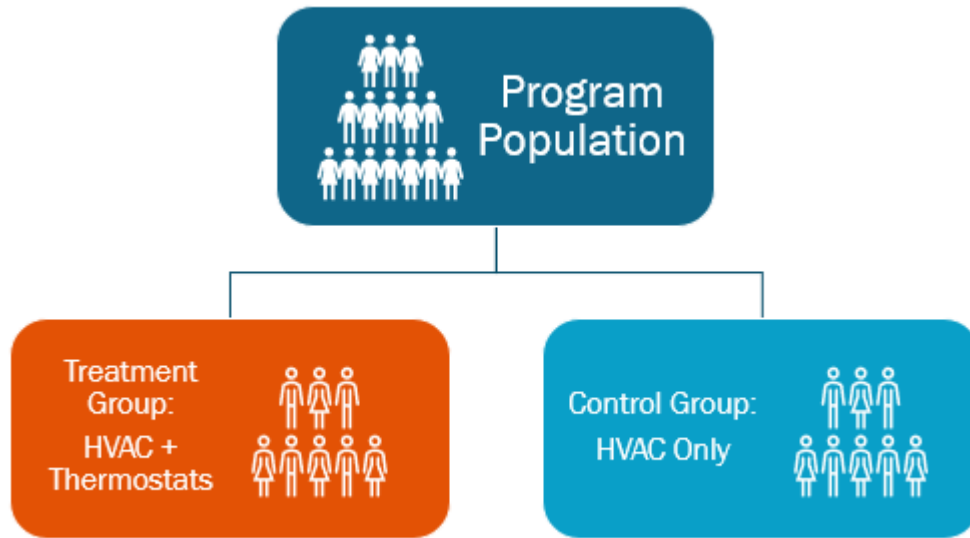 Program
Population
Treatment
Group:
HVAC +
Thermostats
Control Group:
HVAC Only